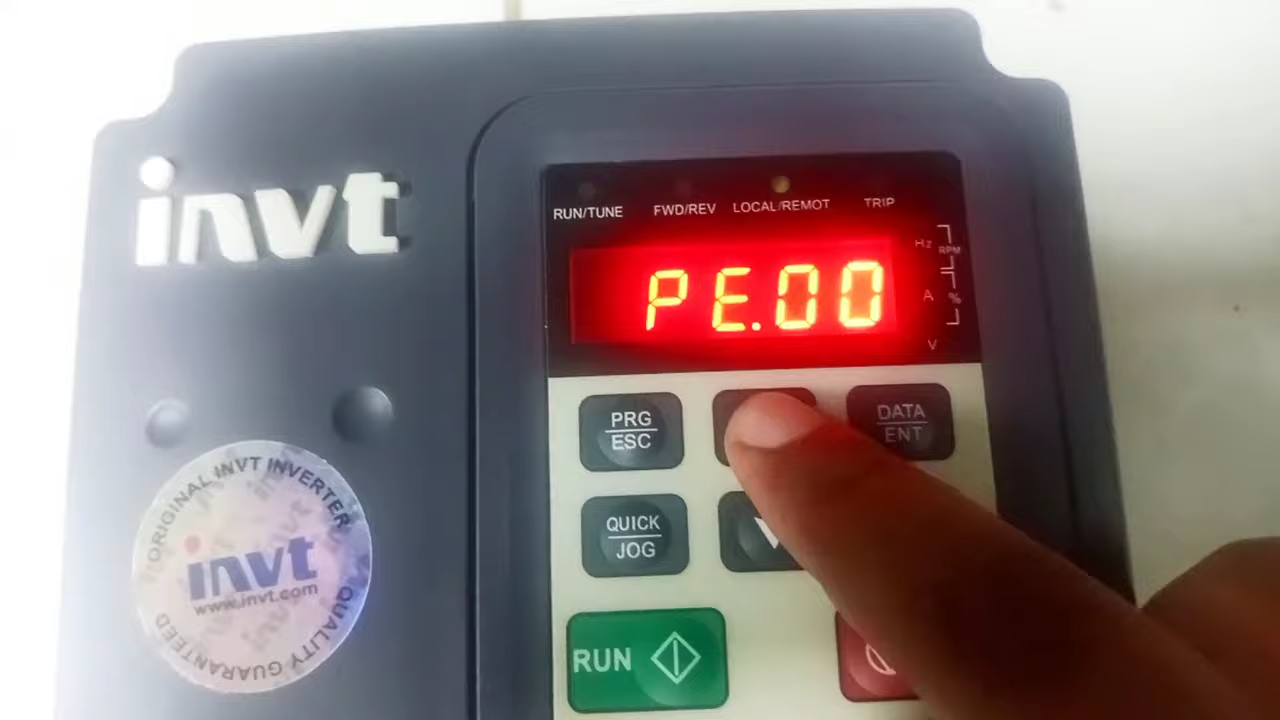 invt
RUN/TUNE FWD/REV LOCAL/REMOT TRIP
Hz
RPM
A
%
V
PE.00
PRG
ESC
DATA
ENT
QUICK
JOG
RUN
ORIGINAL INVT INVERTER
invt
www.invt.com
QUALITY GUARANTEED